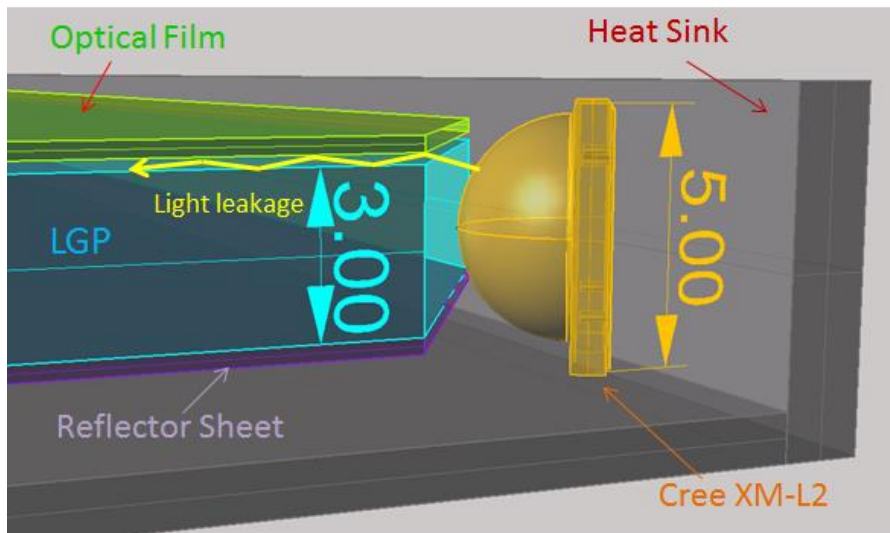 Optical Film
Heat Sink
Light leakage
3.00
5.00
LGP
Reflector Sheet
Cree XM-L2